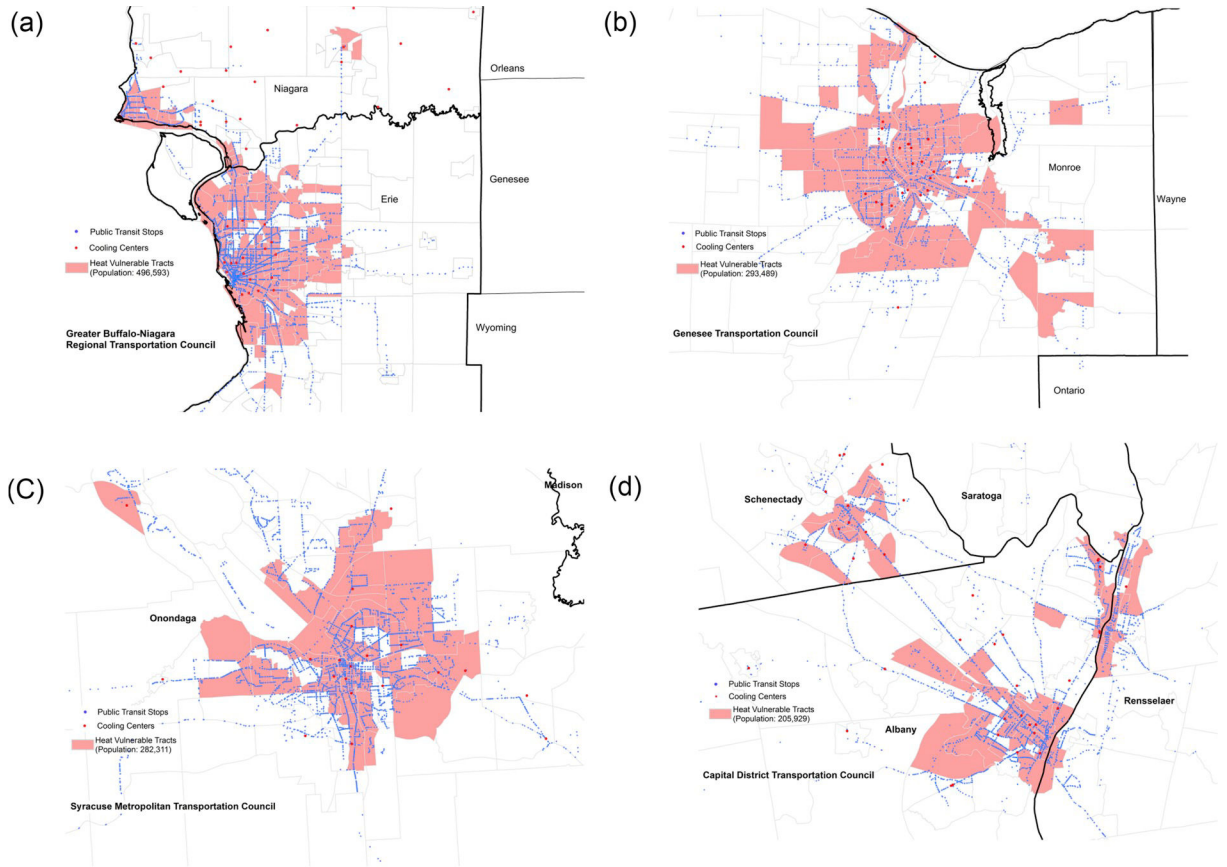 (a)
Orleans
Niagara
Genesee
Erie
Public Transit Stops
Cooling Centers
Heat Vulnerable Tracts
(Population: 496,593)
Wyoming
Greater Buffalo-Niagara
Regional Transportation Council
(b)
Monroe
Wayne
Public Transit Stops
Cooling Centers
Heat Vulnerable Tracts
(Population: 293,489)
Genesee Transportation Council
Ontario
(C)
Madison
Onondaga
Public Transit Stops
Cooling Centers
Heat Vulnerable Tracts
(Population: 282,311)
Syracuse Metropolitan Transportation Council
(d)
Schenectady
Saratoga
Public Transit Stops
Cooling Centers
Heat Vulnerable Tracts
(Population: 205,929)
Rensselaer
Albany
Capital District Transportation Council